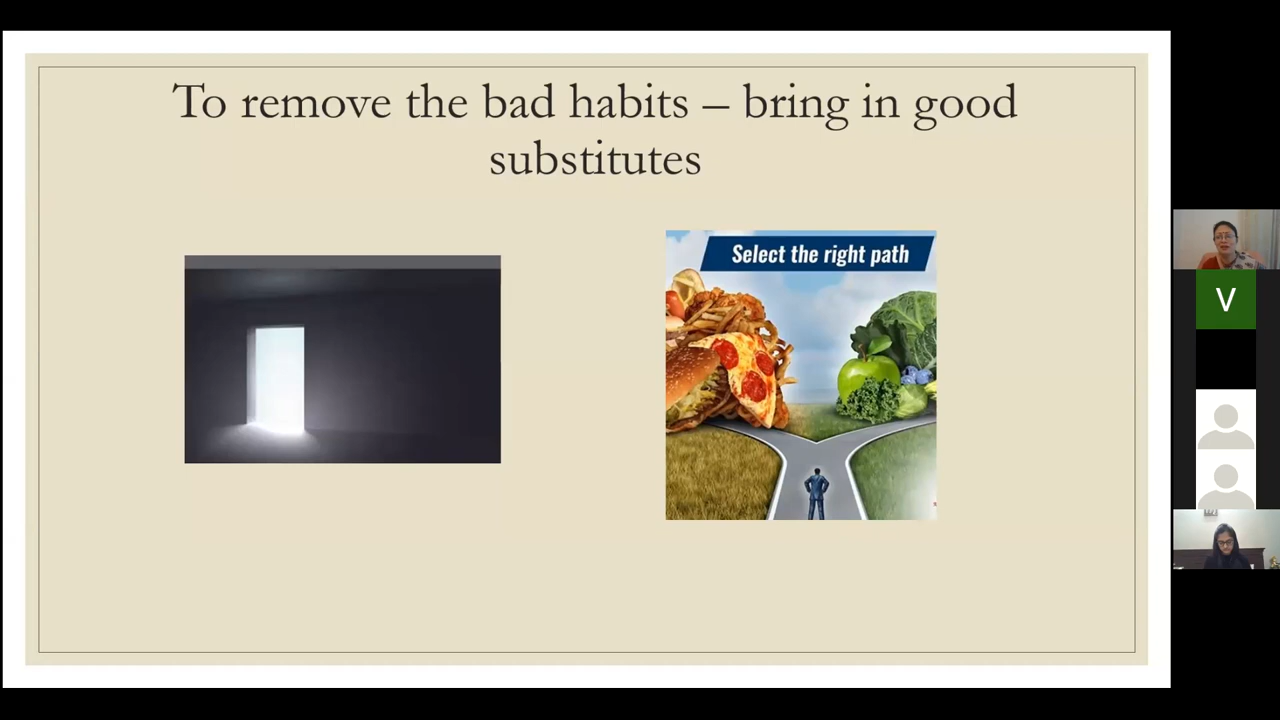 To remove the bad habits – bring in good
substitutes
Select the right path
V